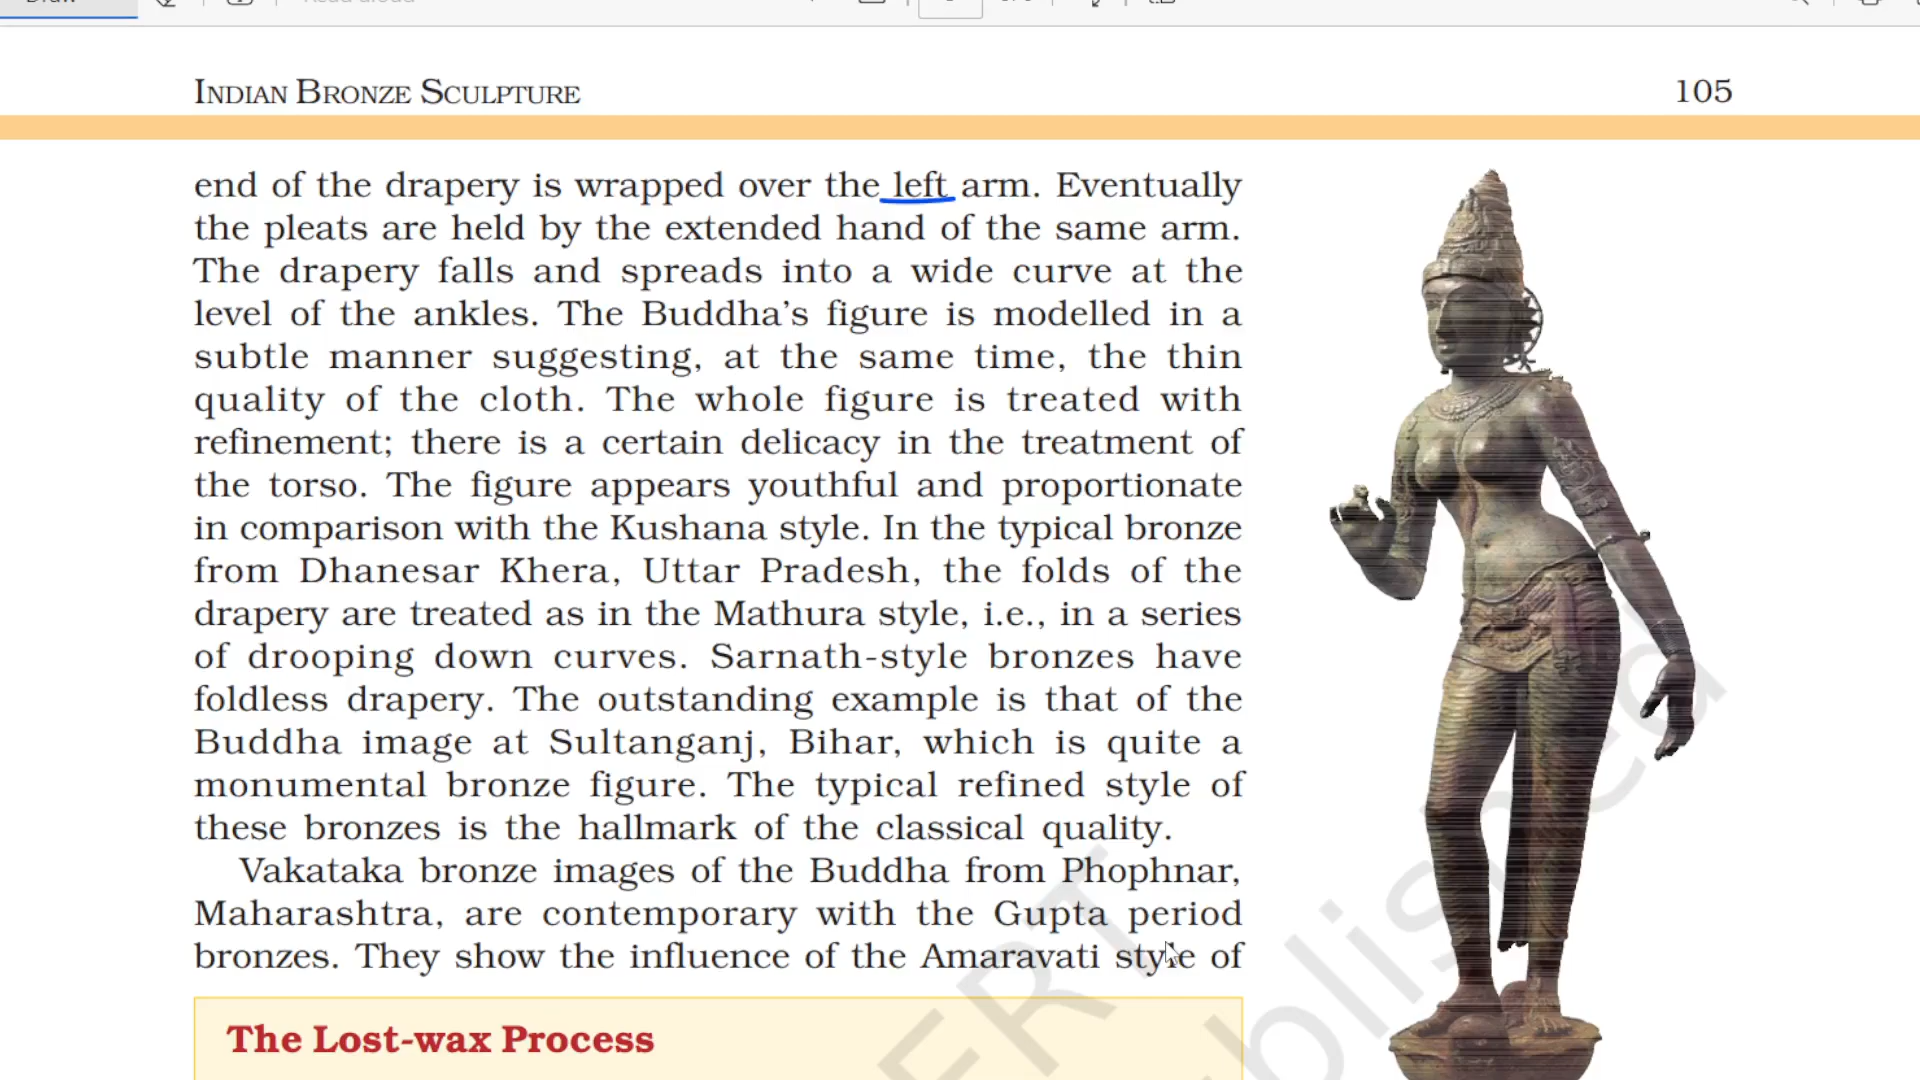 INDIAN BRONZE SCULPTURE
105
end of the drapery is wrapped over the left arm. Eventually
the pleats are held by the extended hand of the same arm.
The drapery falls and spreads into a wide curve at the
level of the ankles. The Buddha's figure is modelled in a
subtle manner suggesting, at the same time, the thin
quality of the cloth. The whole figure is treated with
refinement; there is a certain delicacy in the treatment of
the torso. The figure appears youthful and proportionate
in comparison with the Kushana style. In the typical bronze
from Dhanesar Khera, Uttar Pradesh, the folds of the
drapery are treated as in the Mathura style, i.e., in a series
of drooping down curves. Sarnath-style bronzes have
foldless drapery. The outstanding example is that of the
Buddha image at Sultanganj, Bihar, which is quite a
monumental bronze figure. The typical refined style of
these bronzes is the hallmark of the classical quality.
Vakataka bronze images of the Buddha from Phophnar,
Maharashtra, are contemporary with the Gupta period
bronzes. They show the influence of the Amaravati style of
The Lost-wax Process